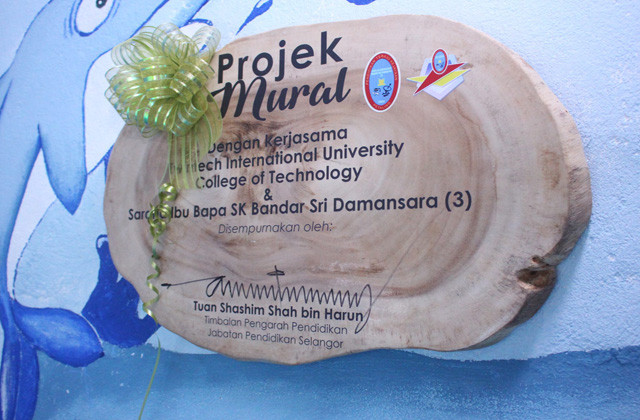 Projek
Mural
Dengan Kerjasama
International University
College of Technology
&
Ibu Bapa SK Bandar Sri Damansara (3)
Disempurnakan oleh:
Tuan Shashim Shah bin Harun
Timbalan Pengarah Pendidikan
Jabatan Pendidikan Selangor